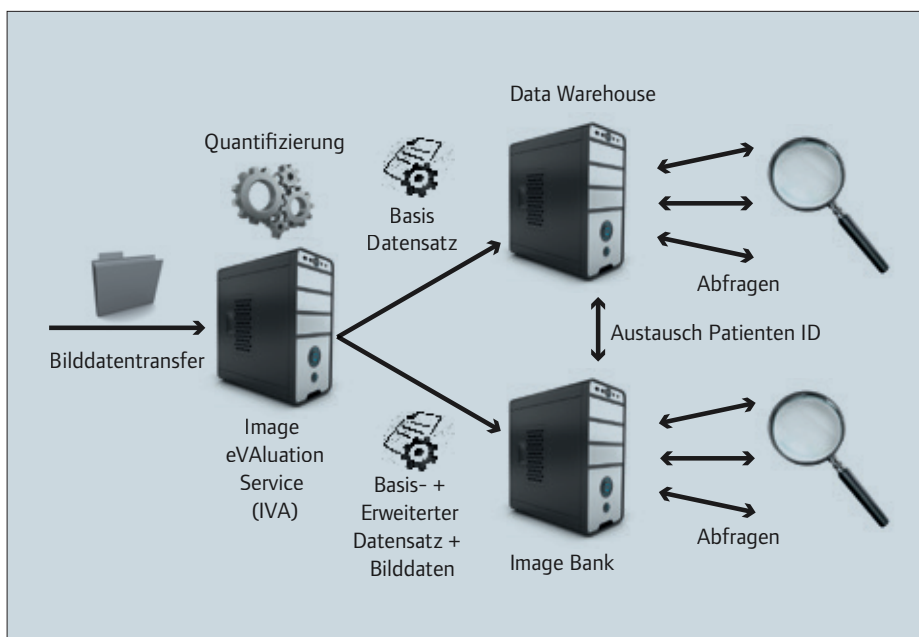 Data Warehouse
Quantifizierung
Basis
Datensatz
Abfragen
Bilddatentransfer
Austausch Patienten ID
Image
eVAluation
Service
(IVA)
Basis- +
Erweiterter
Datensatz +
Bilddaten
Abfragen
Image Bank